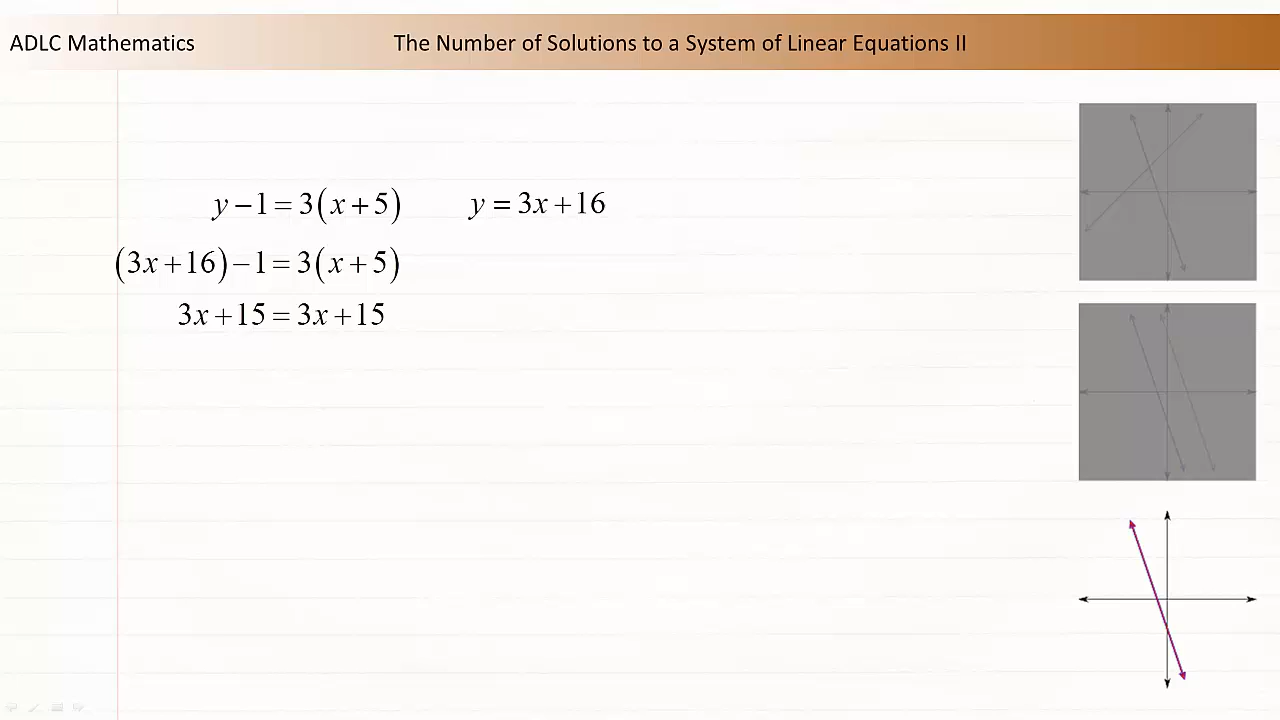 ADLC Mathematics The Number of Solutions to a System of Linear Equations II
y − 1 = 3(x + 5) y = 3x + 16
(3x + 16) − 1 = 3(x + 5)
3x + 15 = 3x + 15